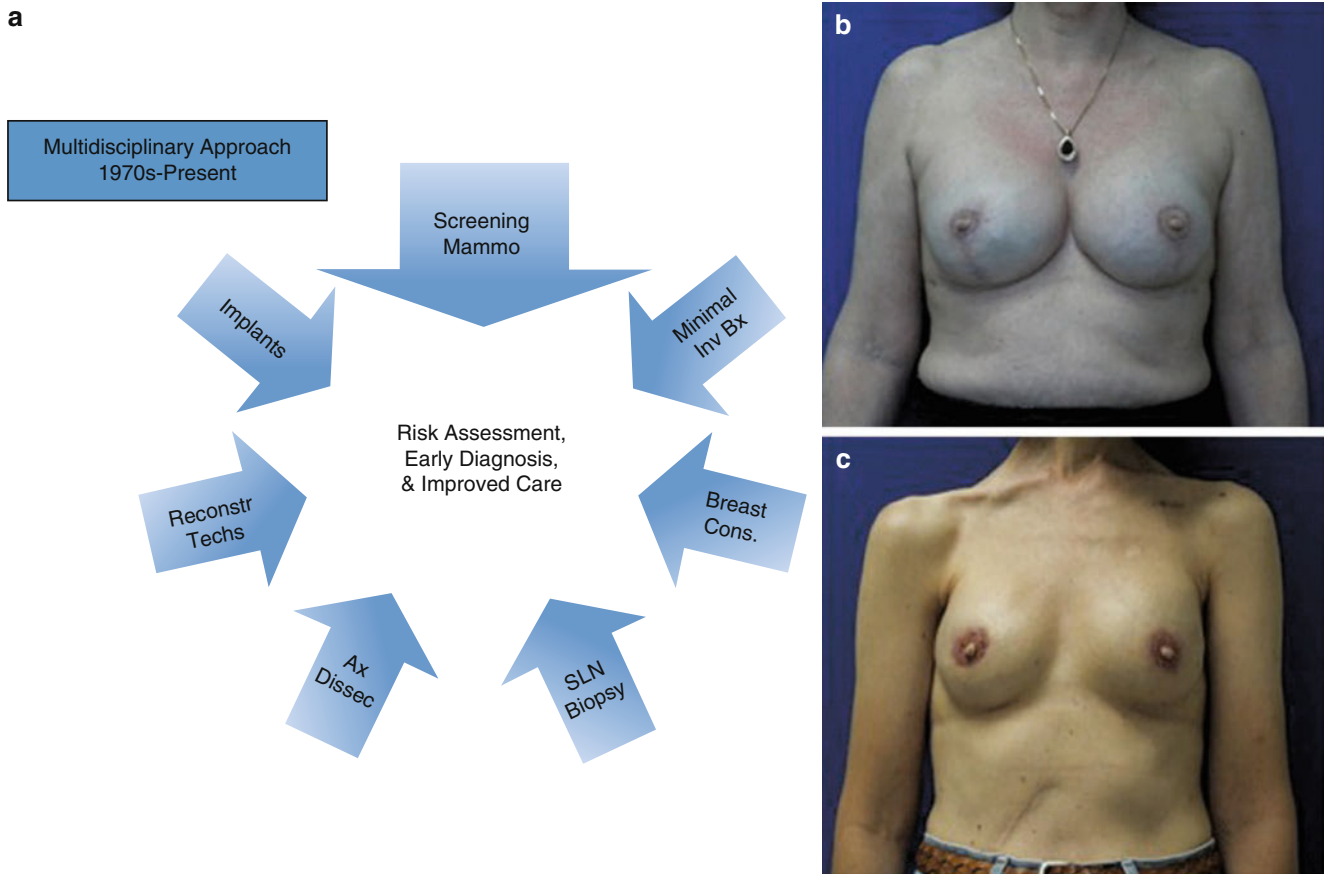 a
Multidisciplinary Approach
1970s-Present
Screening
Mammo
Implants
Minimal
Inv Bx
Risk Assessment,
Early Diagnosis,
& Improved Care
Reconstr
Techs
Breast
Cons.
Ax
Dissec
SLN
Biopsy
b
c